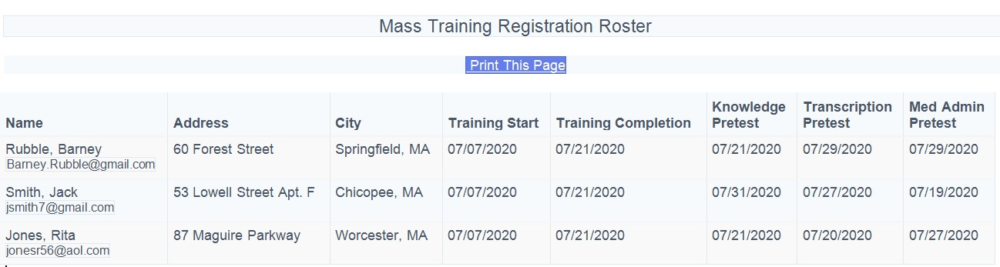 Mass Training Registration Roster
Print This Page
Name Address City Training Start Training Completion Knowledge Pretest Transcription Pretest Med Admin Pretest
Rubble, Barney 60 Forest Street Springfield, MA 07/07/2020 07/21/2020 07/21/2020 07/29/2020 07/29/2020
Barney.Rubble@gmail.com
Smith, Jack 53 Lowell Street Apt. F Chicopee, MA 07/07/2020 07/21/2020 07/31/2020 07/27/2020 07/19/2020
jsmith7@gmail.com
Jones, Rita 87 Maguire Parkway Worcester, MA 07/07/2020 07/21/2020 07/21/2020 07/20/2020 07/27/2020
jonesr56@aol.com